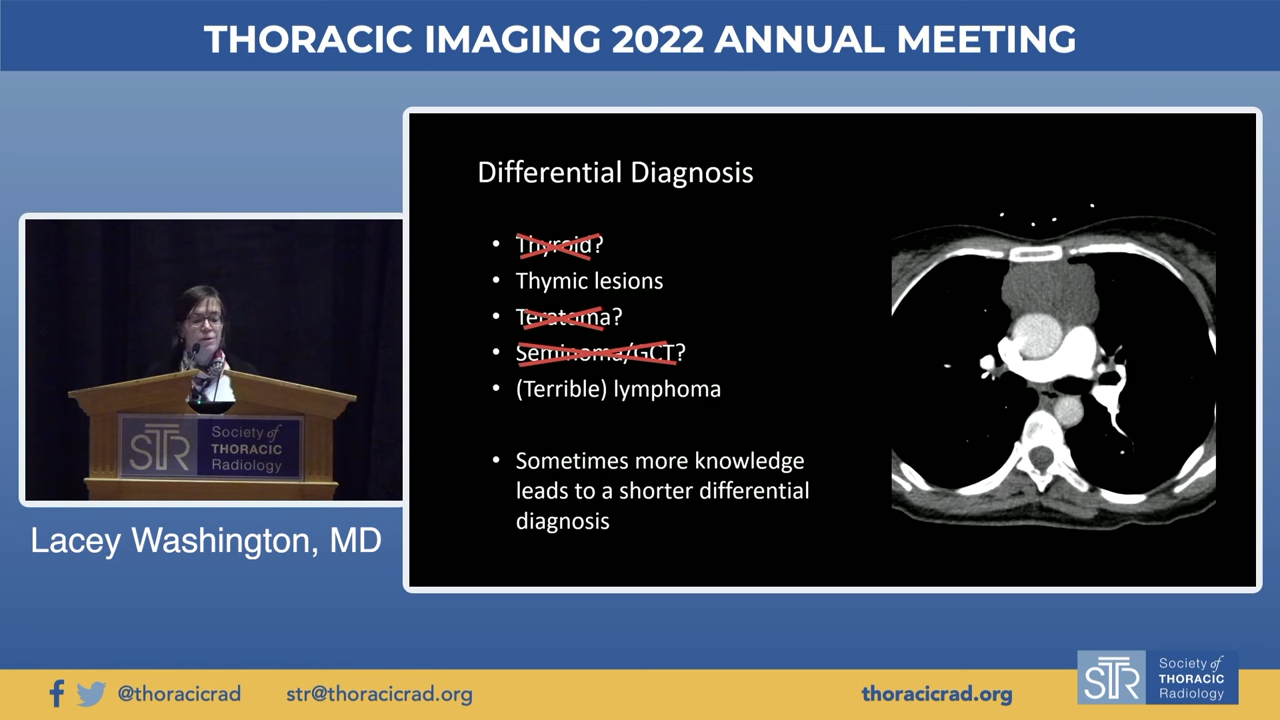 THORACIC IMAGING 2022 ANNUAL MEETING
Differential Diagnosis
• Thyroid?
• Thymic lesions
• Teratoma?
• Seminoma/GCT?
• (Terrible) lymphoma
• Sometimes more knowledge
leads to a shorter differential
diagnosis
STR
Society of
THORACIC
Radiology
Lacey Washington, MD
@thoracicrad
str@thoracicrad.org
thoracicrad.org
STR
Society of
THORACIC
Radiology